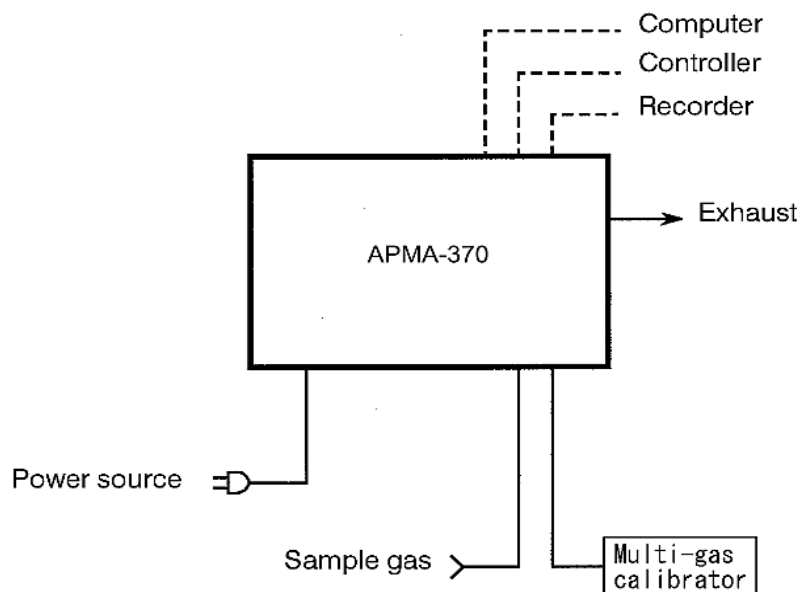 Computer
Controller
Recorder
Exhaust
APMA-370
Power source
Sample gas
Multi-gas
calibrator